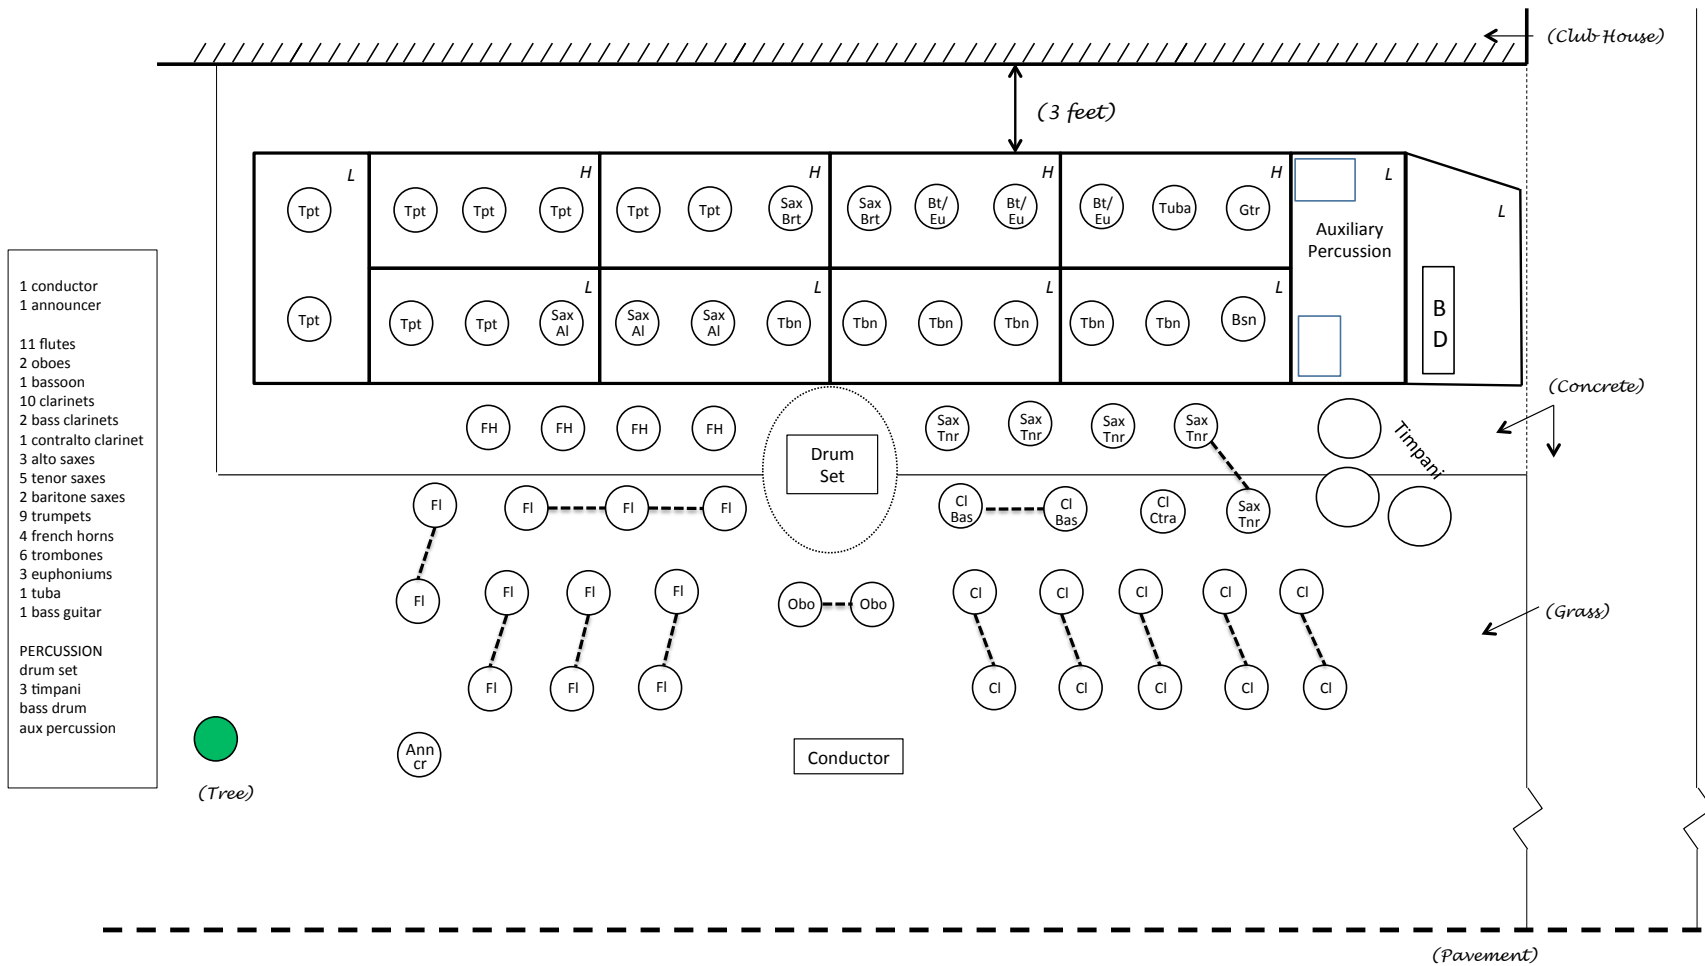 (Club House)
(3 feet)
L
H
H
H
H
L
L
Tpt
Tpt
Tpt
Tpt
Tpt
Tpt
Sax
Brt
Sax
Brt
Bt/
Eu
Bt/
Eu
Bt/
Eu
Tuba
Gtr
Auxiliary
Percussion
L
L
L
L
Tpt
Tpt
Tpt
Sax
Al
Sax
Al
Sax
Al
Tbn
Tbn
Tbn
Tbn
Tbn
Tbn
Bsn
B
D
1 conductor
1 announcer
11 flutes
2 oboes
1 bassoon
10 clarinets
2 bass clarinets
1 contralto clarinet
3 alto saxes
5 tenor saxes
2 baritone saxes
9 trumpets
4 french horns
6 trombones
3 euphoniums
1 tuba
1 bass guitar
PERCUSSION
drum set
3 timpani
bass drum
aux percussion
(Concrete)
FH
FH
FH
FH
Drum
Set
Sax
Tnr
Sax
Tnr
Sax
Tnr
Sax
Tnr
Timpani
Fl
Fl
Fl
Fl
Cl
Bas
Cl
Bas
Cl
Ctra
Sax
Tnr
Fl
Fl
Fl
Fl
Obo
Obo
Cl
Cl
Cl
Cl
Cl
(Grass)
Fl
Fl
Fl
Cl
Cl
Cl
Cl
Cl
Ann
cr
Conductor
(Tree)
(Pavement)